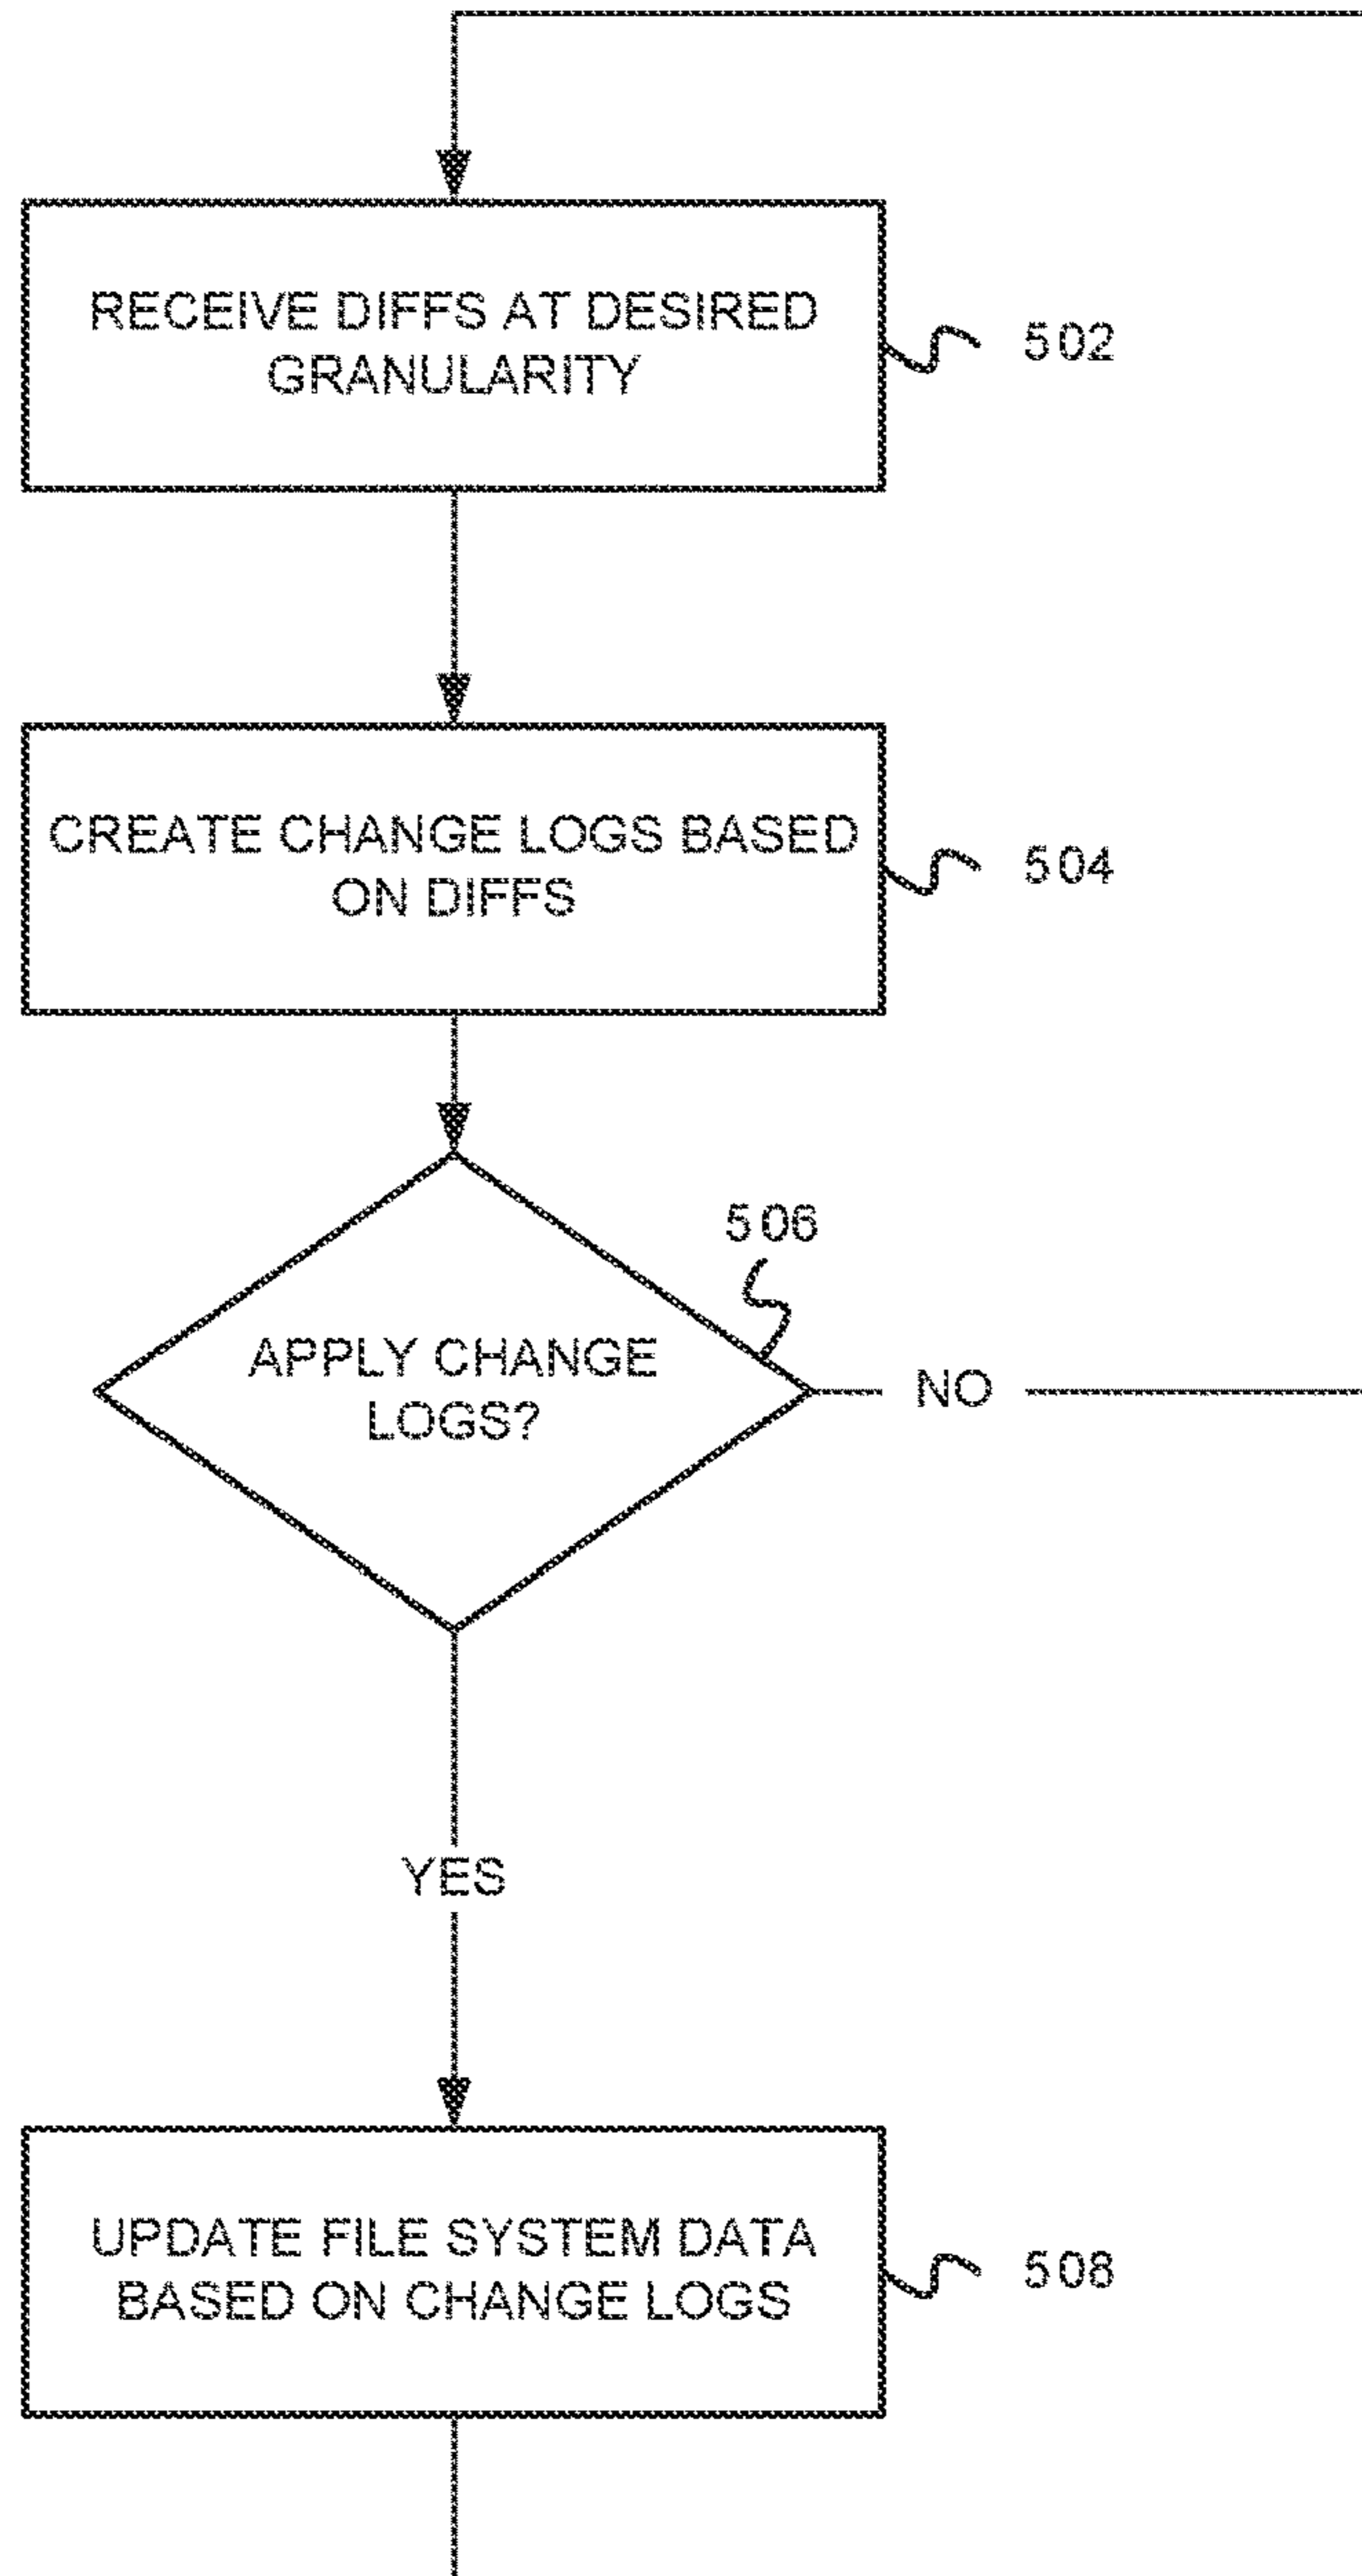 RECEIVE DIFFS AT DESIRED
GRANULARITY
502
CREATE CHANGE LOGS BASED
ON DIFFS
504
506
APPLY CHANGE
LOGS?
NO
YES
UPDATE FILE SYSTEM DATA
BASED ON CHANGE LOGS
508